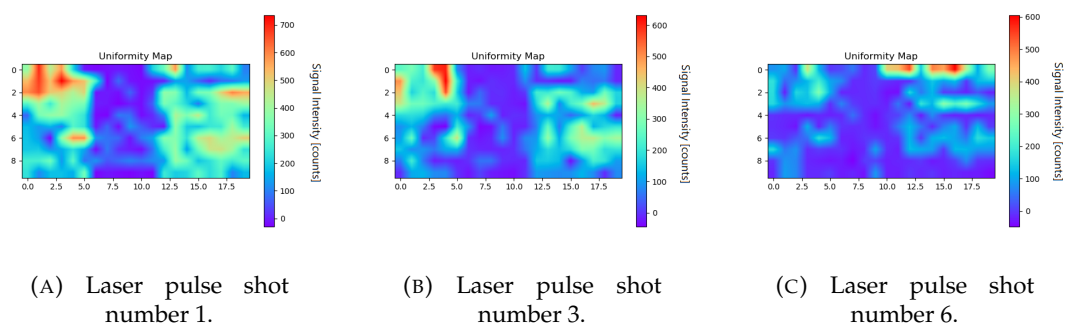 Uniformity Map
0
2
4
6
8
0.0 2.5 5.0 7.5 10.0 12.5 15.0 17.5
700
600
500
400
300
200
100
0
Signal Intensity [counts]
Uniformity Map
0
2
4
6
8
0.0 2.5 5.0 7.5 10.0 12.5 15.0 17.5
600
500
400
300
200
100
0
Signal Intensity [counts]
Uniformity Map
0
2
4
6
8
0.0 2.5 5.0 7.5 10.0 12.5 15.0 17.5
600
500
400
300
200
100
0
Signal Intensity [counts]
(A) Laser pulse shot
number 1.
(B) Laser pulse shot
number 3.
(C) Laser pulse shot
number 6.